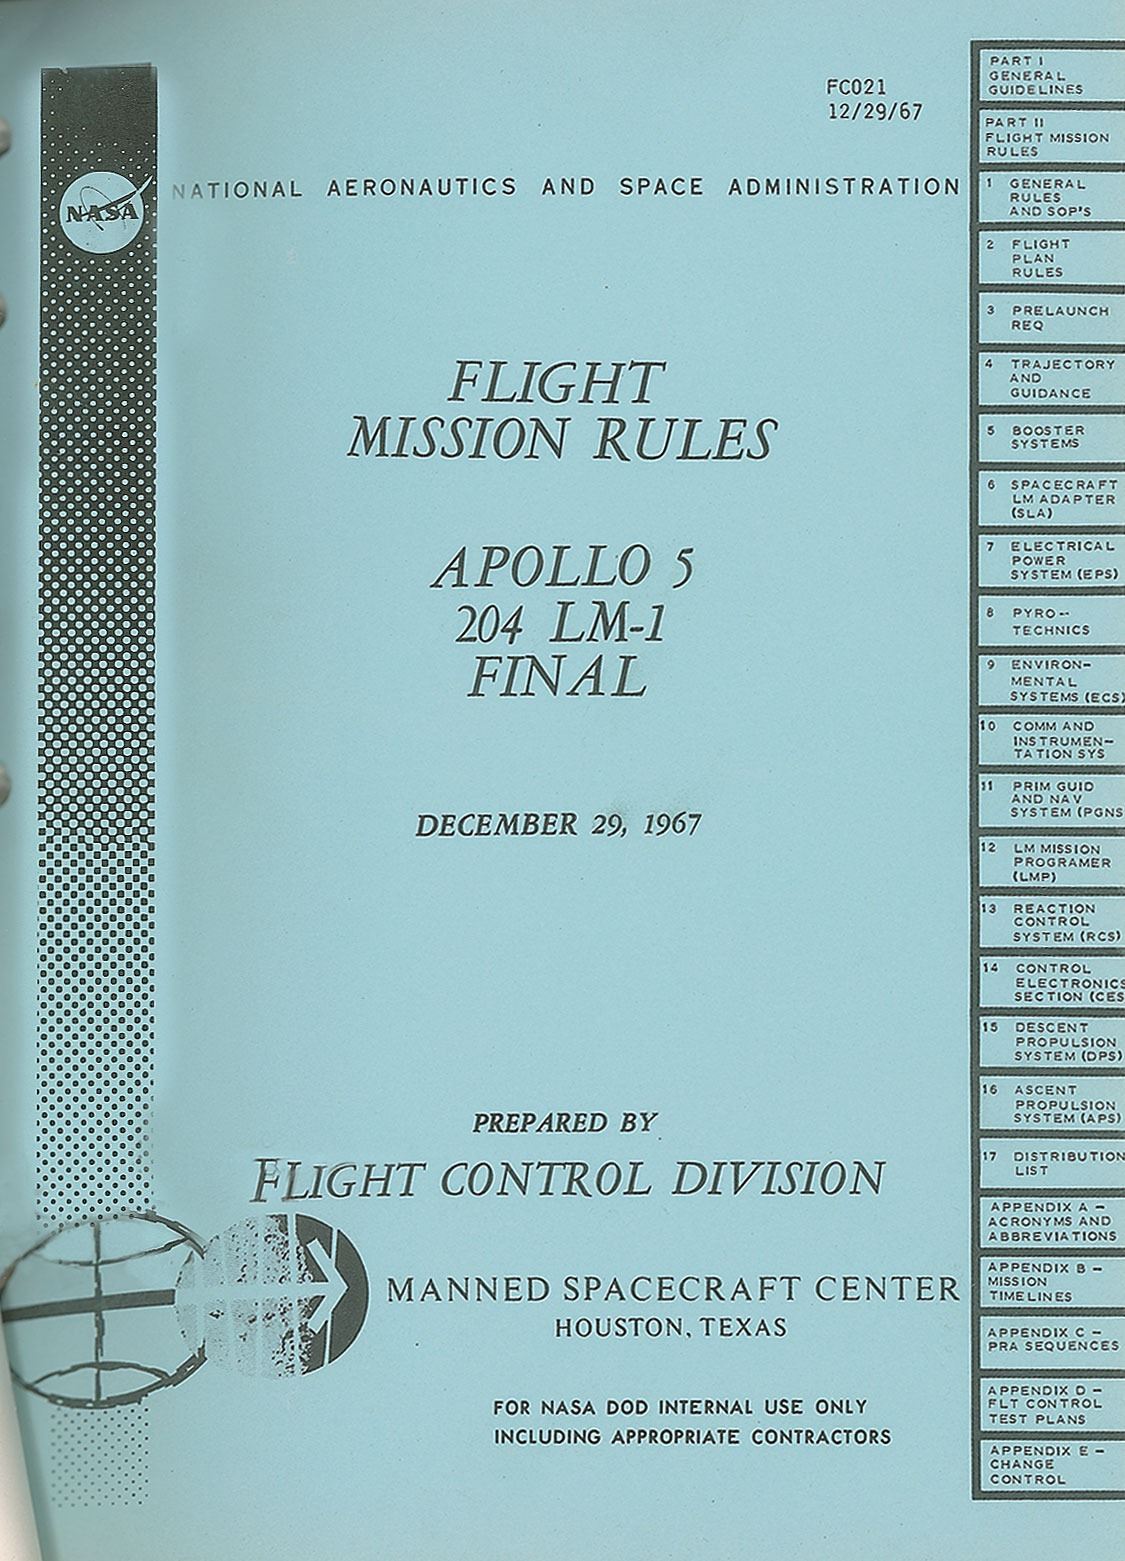 FC021
12/29/67
NASA
NATIONAL AERONAUTICS AND SPACE ADMINISTRATION
FLIGHT
MISSION RULES
APOLLO 5
204 LM-1
FINAL
DECEMBER 29, 1967
PREPARED BY
FLIGHT CONTROL DIVISION
MANNED SPACECRAFT CENTER
HOUSTON, TEXAS
FOR NASA DOD INTERNAL USE ONLY
INCLUDING APPROPRIATE CONTRACTORS
PART I
GENERAL
GUIDELINES
PART II
FLIGHT MISSION
RULES
1 GENERAL
RULES
AND SOP'S
2 FLIGHT
PLAN
RULES
3 PRELAUNCH
REQ
4 TRAJECTORY
AND
GUIDANCE
5 BOOSTER
SYSTEMS
6 SPACECRAFT
LM ADAPTER
(SLA)
7 ELECTRICAL
POWER
SYSTEM (EPS)
8 PYRO-
TECHNICS
9 ENVIRON-
MENTAL
SYSTEMS (ECS)
10 COMM AND
INSTRUMEN-
TATION SYS
11 PRIM GUID
AND NAV
SYSTEM (PGNS
12 LM MISSION
PROGRAMER
(LMP)
13 REACTION
CONTROL
SYSTEM (RCS)
14 CONTROL
ELECTRONICS
SECTION (CES
15 DESCENT
PROPULSION
SYSTEM (DPS)
16 ASCENT
PROPULSION
SYSTEM (APS)
17 DISTRIBUTION
LIST
APPENDIX A -
ACRONYMS AND
ABBREVIATIONS
APPENDIX B -
MISSION
TIMELINES
APPENDIX C -
PRA SEQUENCES
APPENDIX D -
FLT CONTROL
TEST PLANS
APPENDIX E -
CHANGE
CONTROL